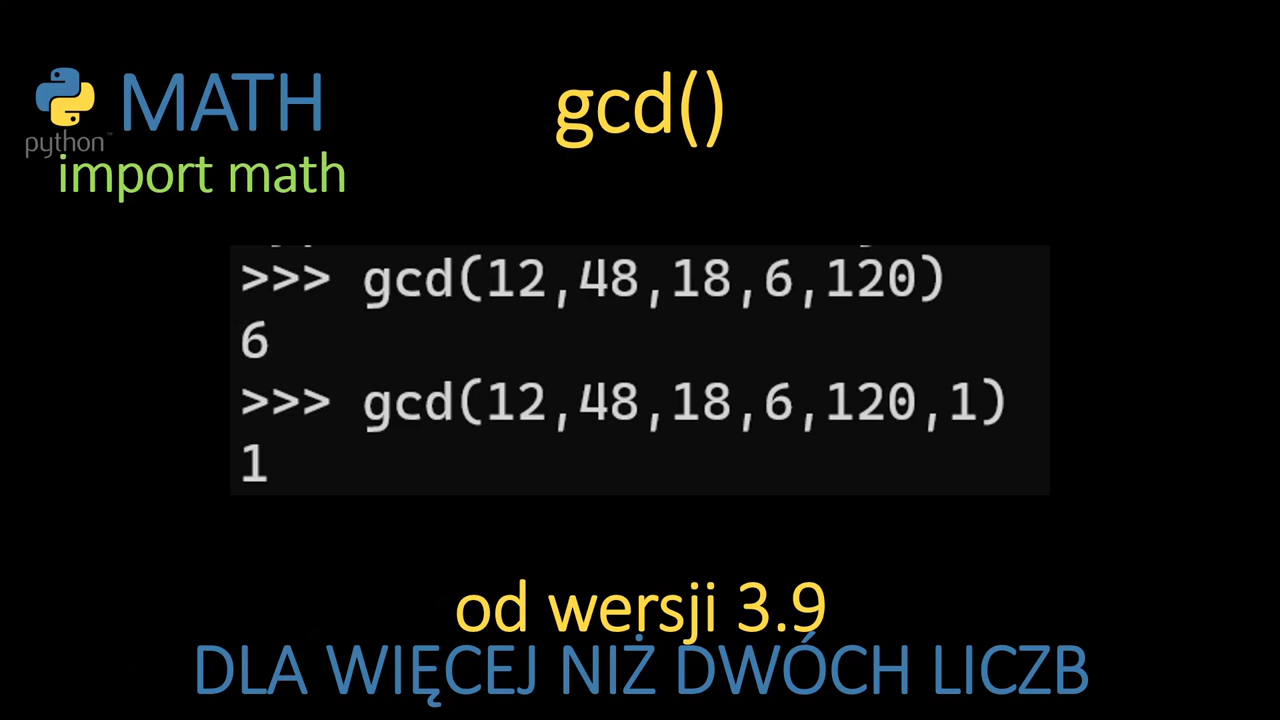 MATH
gcd()
python
import math
>>> gcd(12,48,18,6,120)
6
>>> gcd(12,48,18,6,120,1)
1
od wersji 3.9
DLA WIĘCEJ NIŻ DWÓCH LICZB